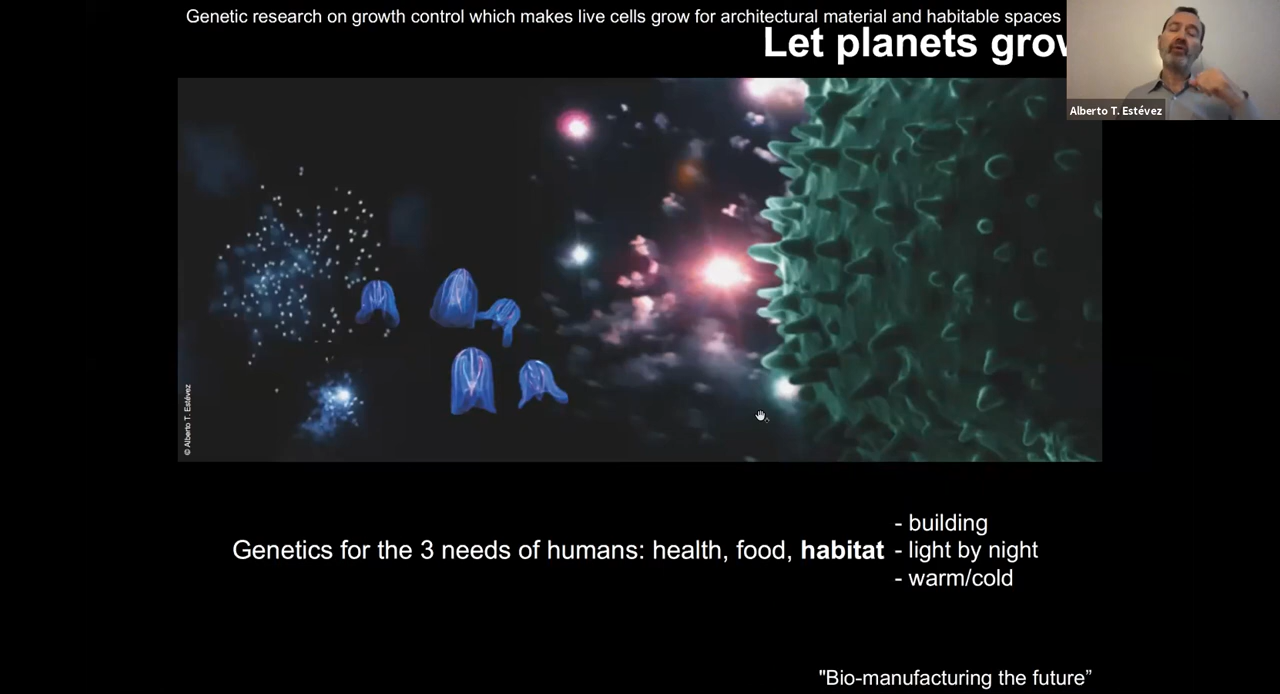 Genetic research on growth control which makes live cells grow for architectural material and habitable spaces
Let planets grow
Alberto T. Estévez
© Alberto T. Estévez
Genetics for the 3 needs of humans: health, food, habitat
- building
- light by night
- warm/cold
"Bio-manufacturing the future”